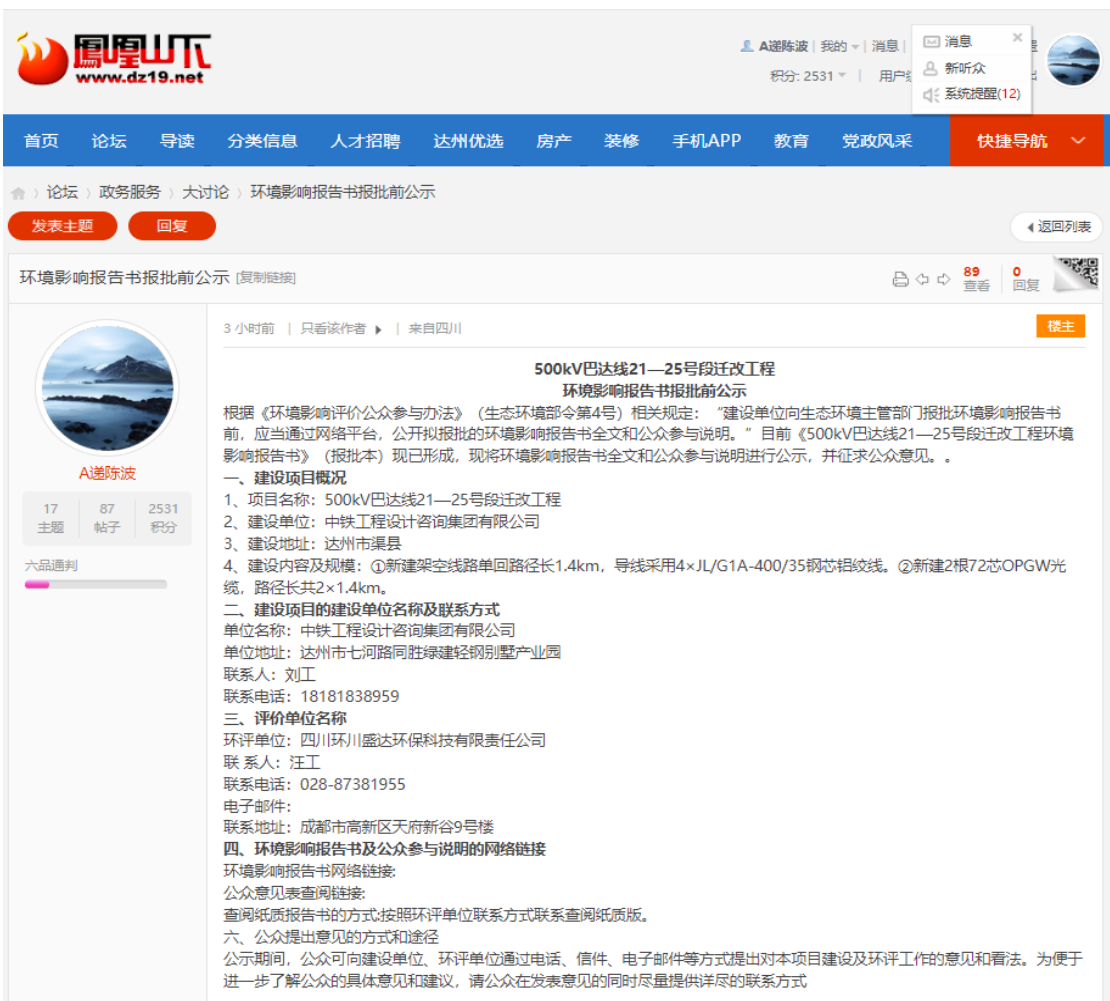 鳳凰山下
www.dz19.net
A递陈波 | 我的 | 消息 |
积分: 2531 | 用户
消息 ×
新听众
系统提醒(12)
首页 论坛 导读 分类信息 人才招聘 达州优选 房产 装修 手机APP 教育 党政风采 快捷导航
论坛 › 政务服务 › 大讨论 › 环境影响报告书报批前公示
发表主题 回复 返回列表
环境影响报告书报批前公示 [复制链接] 89 查看 0 回复
3 小时前 | 只看该作者 | 来自四川 楼主
A递陈波
17 87 2531
主题 帖子 积分
六品通判
500kV巴达线21—25号段迁改工程
环境影响报告书报批前公示
根据《环境影响评价公众参与办法》（生态环境部令第4号）相关规定：“建设单位向生态环境主管部门报批环境影响报告书
前，应当通过网络平台，公开拟报批的环境影响报告书全文和公众参与说明。”目前《500kV巴达线21—25号段迁改工程环境
影响报告书》（报批本）现已形成，现将环境影响报告书全文和公众参与说明进行公示，并征求公众意见。。
一、建设项目概况
1、项目名称：500kV巴达线21—25号段迁改工程
2、建设单位：中铁工程设计咨询集团有限公司
3、建设地址：达州市渠县
4、建设内容及规模：①新建架空线路单回路径长1.4km，导线采用4×JL/G1A-400/35钢芯铝绞线。②新建2根72芯OPGW光
缆，路径长共2×1.4km。
二、建设项目的建设单位名称及联系方式
单位名称：中铁工程设计咨询集团有限公司
单位地址：达州市七河路同胜绿建轻钢别墅产业园
联系人：刘工
联系电话：18181838959
三、评价单位名称
环评单位：四川环川盛达环保科技有限责任公司
联 系人：汪工
联系电话：028-87381955
电子邮件：
联系地址：成都市高新区天府新谷9号楼
四、环境影响报告书及公众参与说明的网络链接
环境影响报告书网络链接:
公众意见表查阅链接:
查阅纸质报告书的方式:按照环评单位联系方式联系查阅纸质版。
六、公众提出意见的方式和途径
公示期间，公众可向建设单位、环评单位通过电话、信件、电子邮件等方式提出对本项目建设及环评工作的意见和看法。为便于
进一步了解公众的具体意见和建议，请公众在发表意见的同时尽量提供详尽的联系方式